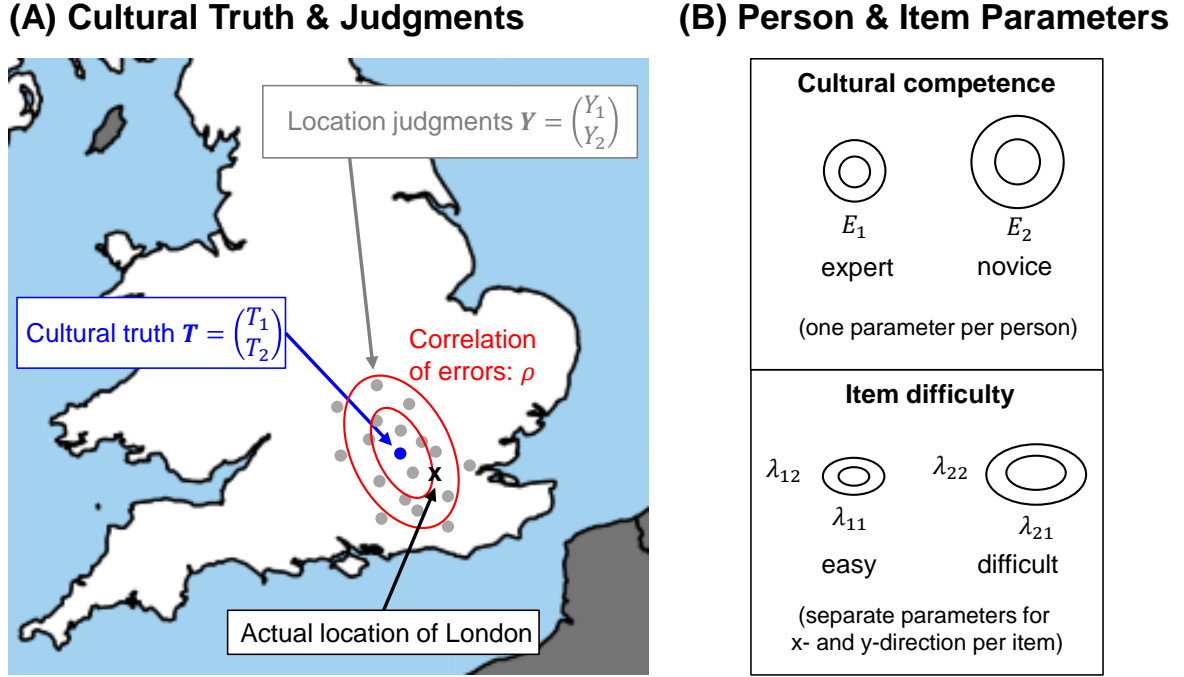 (A) Cultural Truth & Judgments
Location judgments Y = (Y₁ Y₂)
Cultural truth T = (T₁ T₂)
Correlation
of errors: ρ
x
Actual location of London
(B) Person & Item Parameters
Cultural competence
E₁ E₂
expert novice
(one parameter per person)
Item difficulty
λ₁₂ λ₂₂
λ₁₁ λ₂₁
easy difficult
(separate parameters for
x- and y-direction per item)